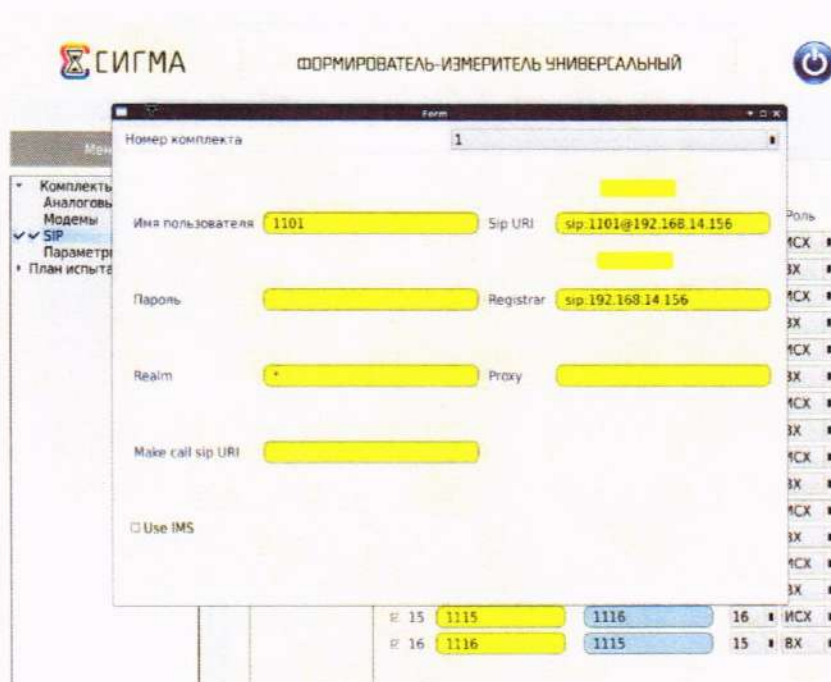 СИГМА
ФОРМИРОВАТЕЛЬ-ИЗМЕРИТЕЛЬ УНИВЕРСАЛЬНЫЙ
Form
Номер комплекта 1
Комплекты
Аналоговы
Модемы
SIP
Параметры
План испыта
Имя пользователя 1101 Sip URI sip:1101@192.168.14.156
Пароль Registrar sip:192.168.14.156
Realm * Proxy
Make call sip URI
Use IMS
Роль
ИСХ
ВХ
ИСХ
ВХ
ИСХ
ВХ
ИСХ
ВХ
ИСХ
ВХ
ИСХ
ВХ
ИСХ
ВХ
15 1115 1116 16 ИСХ
16 1116 1115 15 ВХ